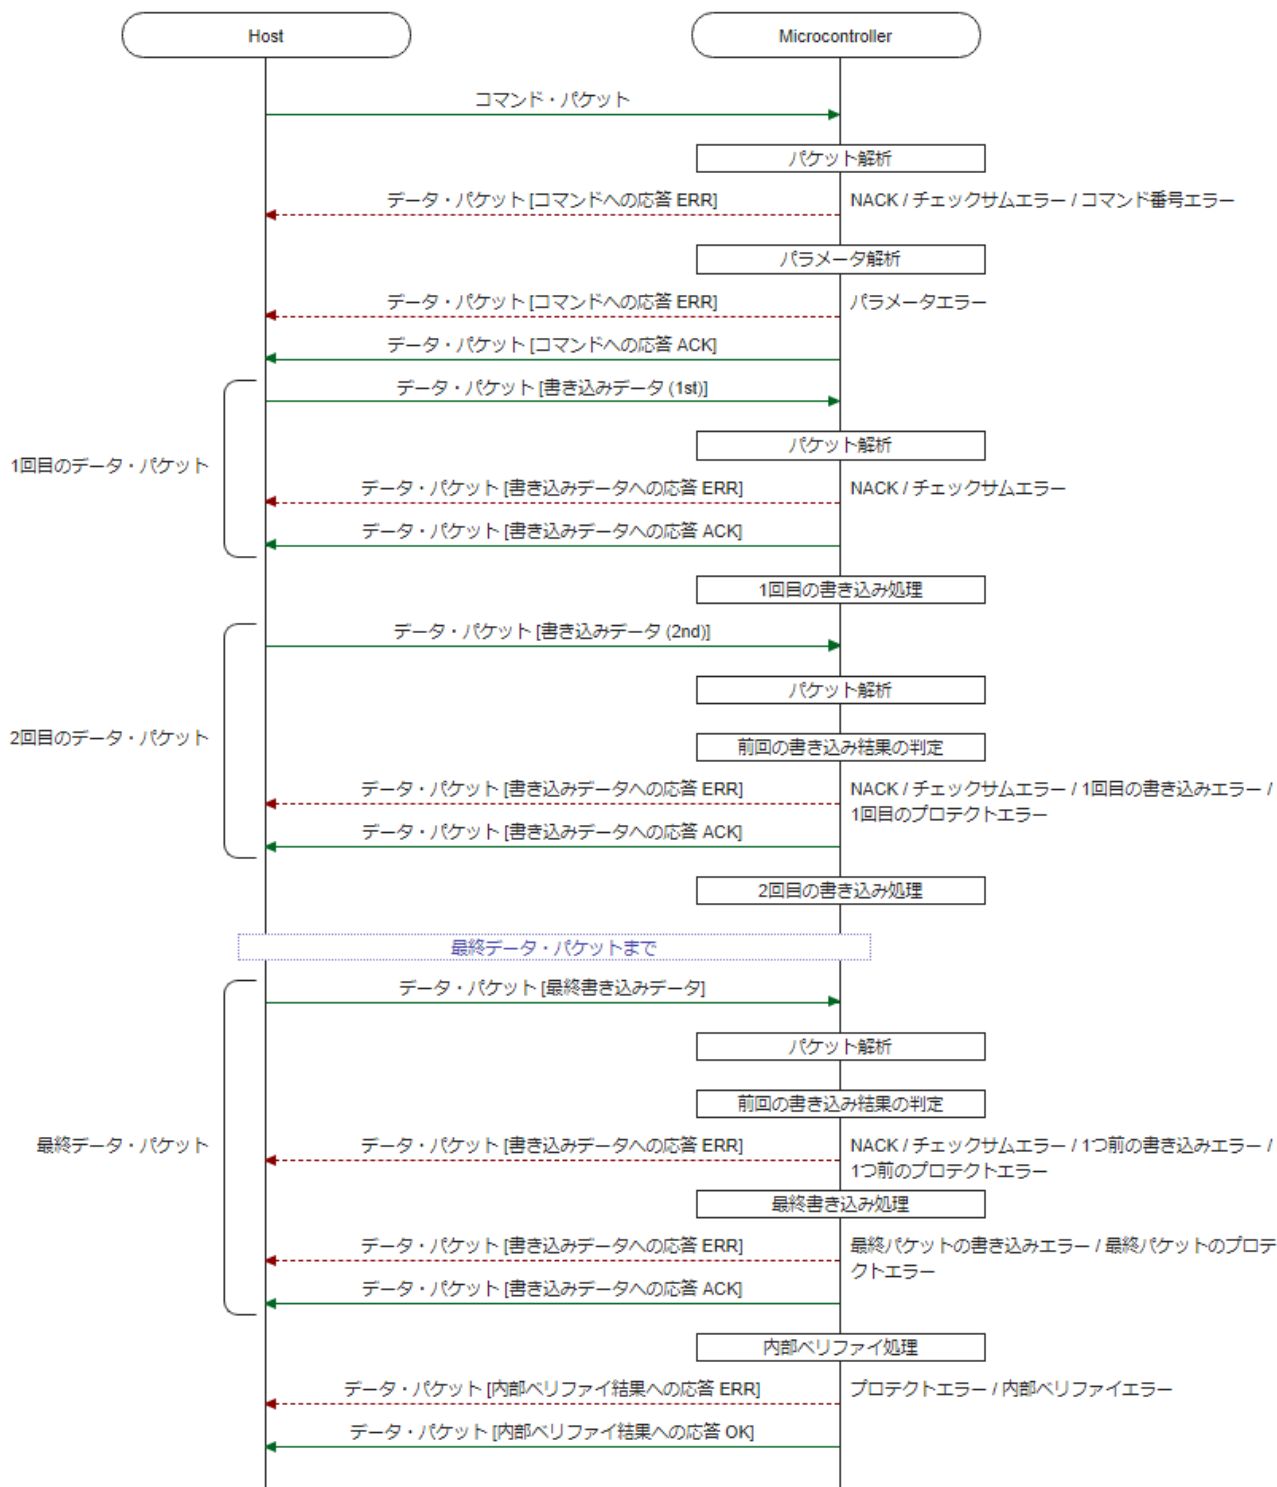 Host
Microcontroller
コマンド・パケット
パケット解析
データ・パケット [コマンドへの応答 ERR]
NACK / チェックサムエラー / コマンド番号エラー
パラメータ解析
データ・パケット [コマンドへの応答 ERR]
パラメータエラー
データ・パケット [コマンドへの応答 ACK]
データ・パケット [書き込みデータ (1st)]
パケット解析
1回目のデータ・パケット
データ・パケット [書き込みデータへの応答 ERR]
NACK / チェックサムエラー
データ・パケット [書き込みデータへの応答 ACK]
1回目の書き込み処理
データ・パケット [書き込みデータ (2nd)]
パケット解析
2回目のデータ・パケット
前回の書き込み結果の判定
データ・パケット [書き込みデータへの応答 ERR]
NACK / チェックサムエラー / 1回目の書き込みエラー /
1回目のプロテクトエラー
データ・パケット [書き込みデータへの応答 ACK]
2回目の書き込み処理
最終データ・パケットまで
データ・パケット [最終書き込みデータ]
パケット解析
前回の書き込み結果の判定
最終データ・パケット
データ・パケット [書き込みデータへの応答 ERR]
NACK / チェックサムエラー / 1つ前の書き込みエラー /
1つ前のプロテクトエラー
最終書き込み処理
データ・パケット [書き込みデータへの応答 ERR]
最終パケットの書き込みエラー / 最終パケットのプロテ
クトエラー
データ・パケット [書き込みデータへの応答 ACK]
内部ベリファイ処理
データ・パケット [内部ベリファイ結果への応答 ERR]
プロテクトエラー / 内部ベリファイエラー
データ・パケット [内部ベリファイ結果への応答 OK]